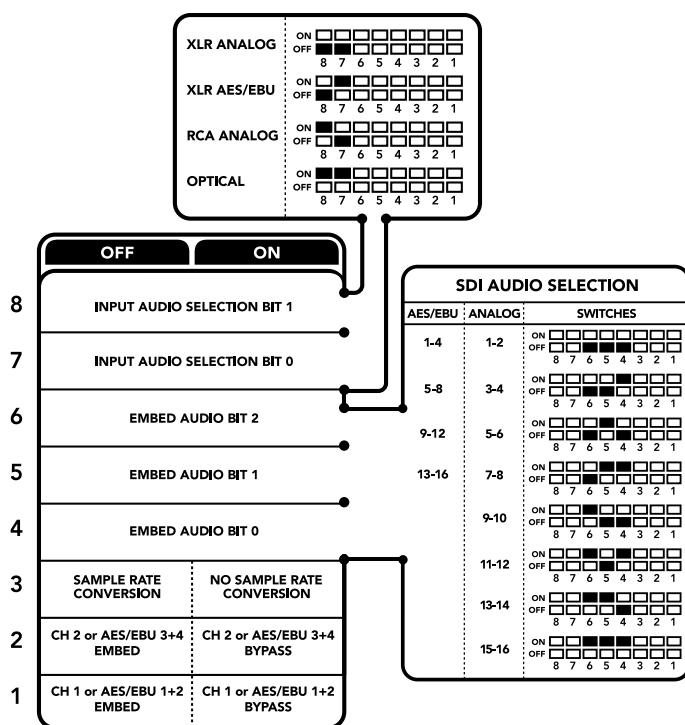 XLR ANALOG
ON
OFF
8 7 6 5 4 3 2 1
XLR AES/EBU
ON
OFF
8 7 6 5 4 3 2 1
RCA ANALOG
ON
OFF
8 7 6 5 4 3 2 1
OPTICAL
ON
OFF
8 7 6 5 4 3 2 1
OFF ON
8 INPUT AUDIO SELECTION BIT 1
7 INPUT AUDIO SELECTION BIT 0
6 EMBED AUDIO BIT 2
5 EMBED AUDIO BIT 1
4 EMBED AUDIO BIT 0
3 SAMPLE RATE CONVERSION NO SAMPLE RATE CONVERSION
2 CH 2 or AES/EBU 3+4 EMBED CH 2 or AES/EBU 3+4 BYPASS
1 CH 1 or AES/EBU 1+2 EMBED CH 1 or AES/EBU 1+2 BYPASS
SDI AUDIO SELECTION
AES/EBU ANALOG SWITCHES
1-4 1-2
ON
OFF
8 7 6 5 4 3 2 1
5-8 3-4
ON
OFF
8 7 6 5 4 3 2 1
9-12 5-6
ON
OFF
8 7 6 5 4 3 2 1
13-16 7-8
ON
OFF
8 7 6 5 4 3 2 1
9-10
ON
OFF
8 7 6 5 4 3 2 1
11-12
ON
OFF
8 7 6 5 4 3 2 1
13-14
ON
OFF
8 7 6 5 4 3 2 1
15-16
ON
OFF
8 7 6 5 4 3 2 1